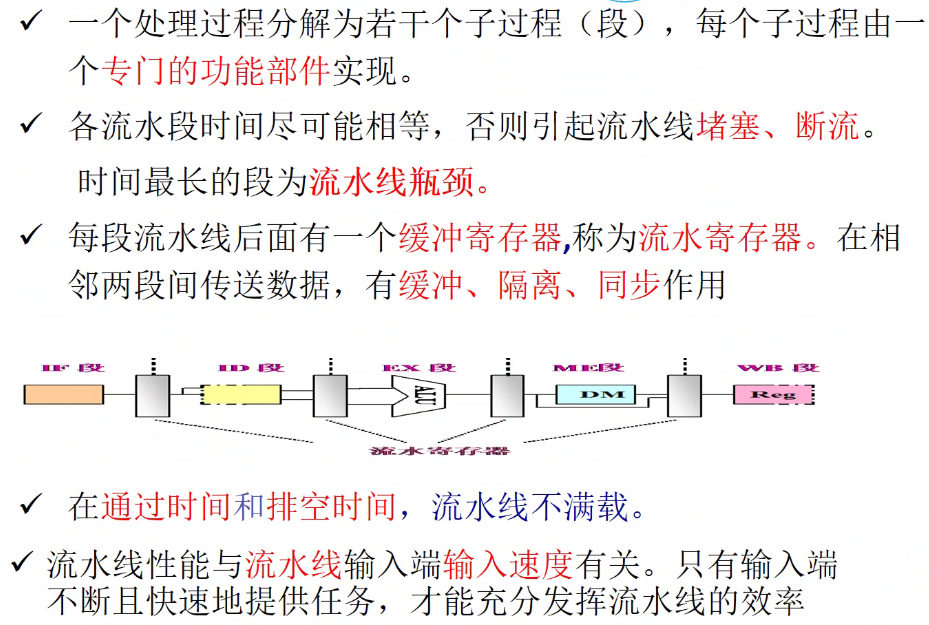 ✓ 一个处理过程分解为若干个子过程（段），每个子过程由一
个专门的功能部件实现。
✓ 各流水段时间尽可能相等，否则引起流水线堵塞、断流。
时间最长的段为流水线瓶颈。
✓ 每段流水线后面有一个缓冲寄存器,称为流水寄存器。在相
邻两段间传送数据，有缓冲、隔离、同步作用
IF 段 ID 段 EX 段 ME段 WB 段
ALU DM Reg
流水寄存器
✓ 在通过时间和排空时间，流水线不满载。
✓ 流水线性能与流水线输入端输入速度有关。只有输入端
不断且快速地提供任务，才能充分发挥流水线的效率